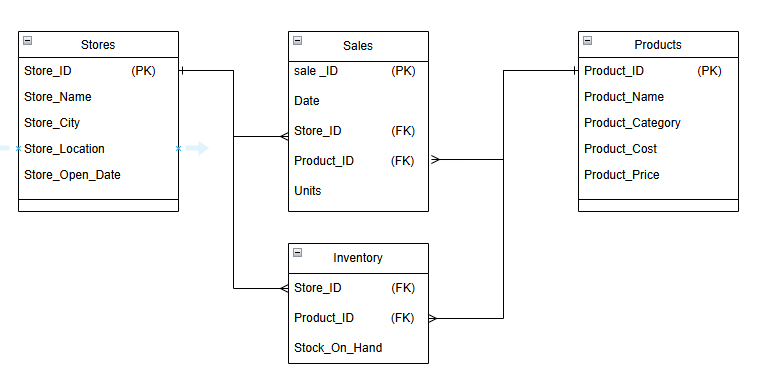 Stores
Store_ID (PK)
Store_Name
Store_City
Store_Location
Store_Open_Date
Sales
sale _ID (PK)
Date
Store_ID (FK)
Product_ID (FK)
Units
Products
Product_ID (PK)
Product_Name
Product_Category
Product_Cost
Product_Price
Inventory
Store_ID (FK)
Product_ID (FK)
Stock_On_Hand